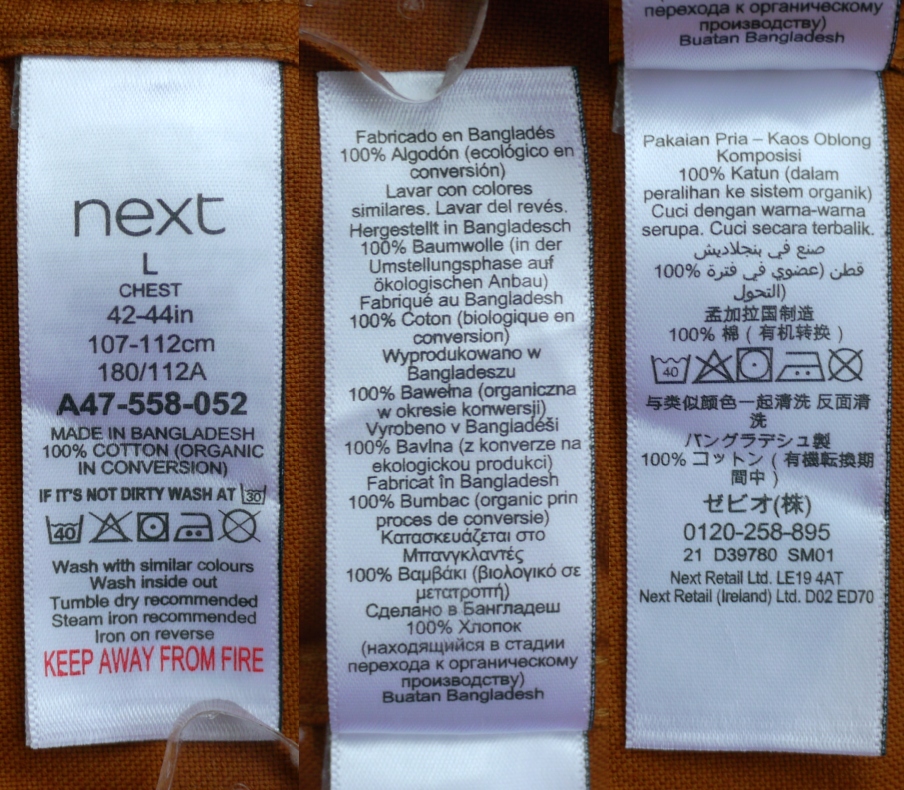 next
L
CHEST
42-44in
107-112cm
180/112A
A47-558-052
MADE IN BANGLADESH
100% COTTON (ORGANIC
IN CONVERSION)
IF IT'S NOT DIRTY WASH AT 30
40
Wash with similar colours
Wash inside out
Tumble dry recommended
Steam iron recommended
Iron on reverse
KEEP AWAY FROM FIRE
Fabricado en Bangladés
100% Algodón (ecológico en
conversión)
Lavar con colores
similares. Lavar del revés.
Hergestellt in Bangladesch
100% Baumwolle (in der
Umstellungsphase auf
ökologischen Anbau)
Fabriqué au Bangladesh
100% Coton (biologique en
conversion)
Wyprodukowano w
Bangladeszu
100% Bawełna (organiczna
w okresie konwersji)
Vyrobeno v Bangladéši
100% Bavlna (z konverze na
ekologickou produkci)
Fabricat în Bangladesh
100% Bumbac (organic prin
proces de conversie)
Κατασκευάζεται στο
Μπανγκλαντές
100% Βαμβάκι (βιολογικό σε
μετατροπή)
Сделано в Бангладеш
100% Хлопок
(находящийся в стадии
перехода к органическому
производству)
Buatan Bangladesh
перехода к органическому
производству)
Buatan Bangladesh
Pakaian Pria – Kaos Oblong
Komposisi
100% Katun (dalam
peralihan ke sistem organik)
Cuci dengan warna-warna
serupa. Cuci secara terbalik.
صنع في بنجلاديش
100% قطن (عضوي في فترة
التحول)
孟加拉国制造
100% 棉 ( 有机转换 )
40
与类似颜色一起清洗 反面清
洗
バングラデシュ製
100% コットン ( 有機転換期
間中 )
ゼビオ(株)
0120-258-895
21 D39780 SM01
Next Retail Ltd. LE19 4AT
Next Retail (Ireland) Ltd. D02 ED70